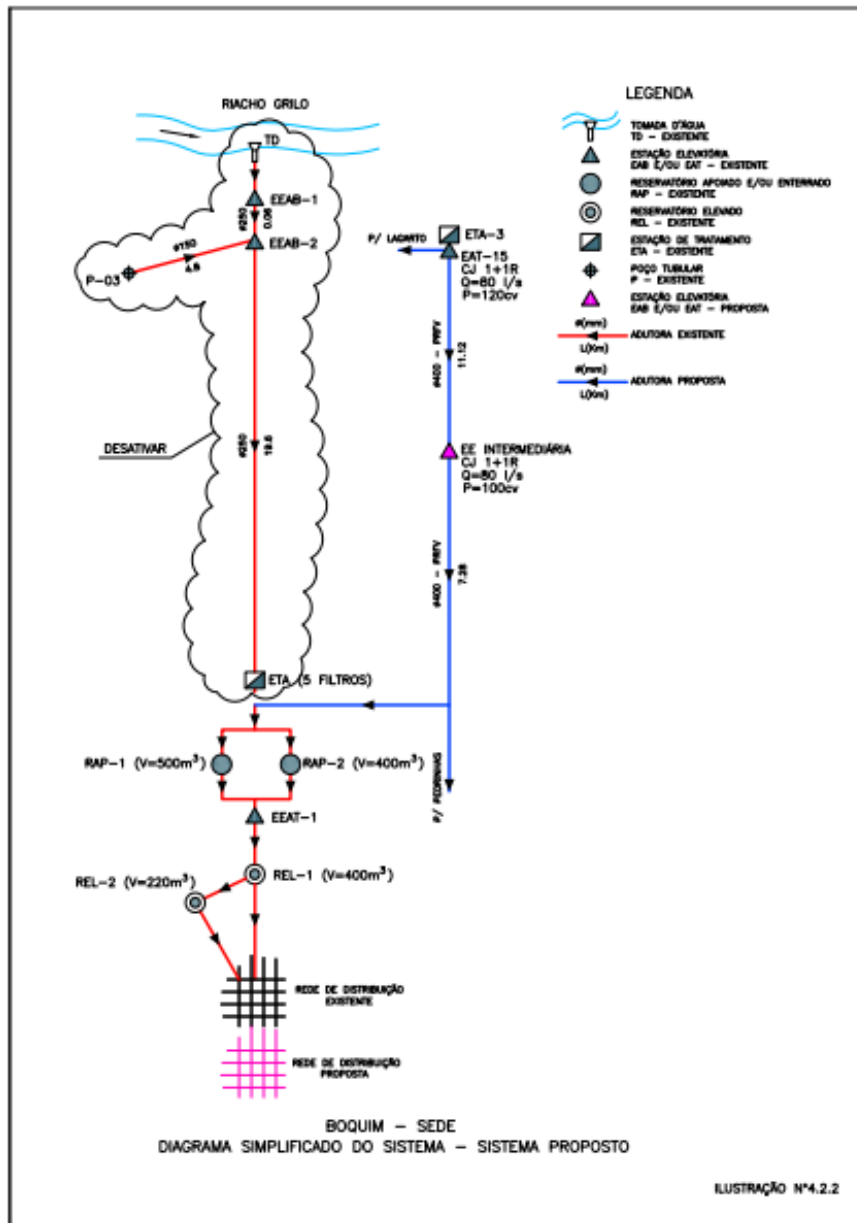 RIACHO GRILO
TD
EEAB-1
ø250
0.06
EEAB-2
ø150
4.8
P-03
DESATIVAR
ø250
19.6
ETA (5 FILTROS)
RAP-1 (V=500m³)
RAP-2 (V=400m³)
EEAT-1
REL-2 (V=220m³)
REL-1 (V=400m³)
REDE DE DISTRIBUIÇÃO
EXISTENTE
REDE DE DISTRIBUIÇÃO
PROPOSTA
P/ LAGARTO
ETA-3
EAT-15
CJ 1+1R
Q=80 l/s
P=120cv
ø400 - PRFV
11.12
EE INTERMEDIÁRIA
CJ 1+1R
Q=80 l/s
P=100cv
ø400 - PRFV
7.28
P/ PEDRINHAS
LEGENDA
TOMADA D'ÁGUA
TD - EXISTENTE
ESTAÇÃO ELEVATÓRIA
EAB E/OU EAT - EXISTENTE
RESERVATÓRIO APOIADO E/OU ENTERRADO
RAP - EXISTENTE
RESERVATÓRIO ELEVADO
REL - EXISTENTE
ESTAÇÃO DE TRATAMENTO
ETA - EXISTENTE
POÇO TUBULAR
P - EXISTENTE
ESTAÇÃO ELEVATÓRIA
EAB E/OU EAT - PROPOSTA
ø(mm)
ADUTORA EXISTENTE
L(Km)
ø(mm)
ADUTORA PROPOSTA
L(Km)
BOQUIM - SEDE
DIAGRAMA SIMPLIFICADO DO SISTEMA - SISTEMA PROPOSTO
ILUSTRAÇÃO N°4.2.2